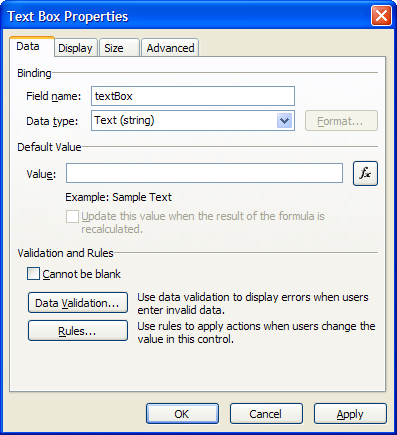 Text Box Properties
Data Display Size Advanced
Binding
Field name: textBox
Data type: Text (string) Format...
Default Value
Value: fx
Example: Sample Text
Update this value when the result of the formula is
recalculated.
Validation and Rules
Cannot be blank
Data Validation... Use data validation to display errors when users
enter invalid data.
Rules... Use rules to apply actions when users change the
value in this control.
OK Cancel Apply